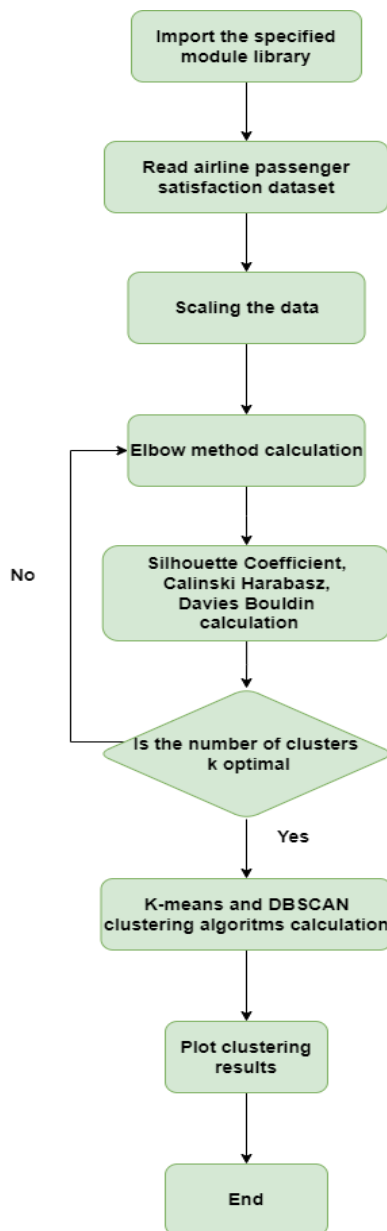 Import the specified
module library
Read airline passenger
satisfaction dataset
Scaling the data
Elbow method calculation
No
Silhouette Coefficient,
Calinski Harabasz,
Davies Bouldin
calculation
Is the number of clusters
k optimal
Yes
K-means and DBSCAN
clustering algoritms calculation
Plot clustering
results
End